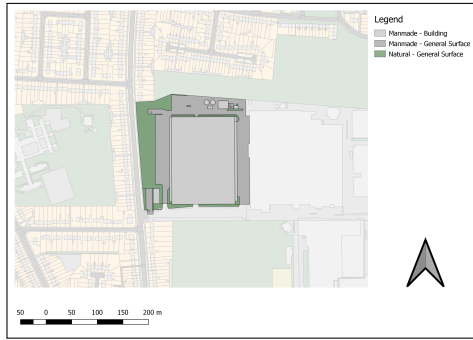 Legend
Manmade - Building
Manmade - General Surface
Natural - General Surface
50 0 50 100 150 200 m